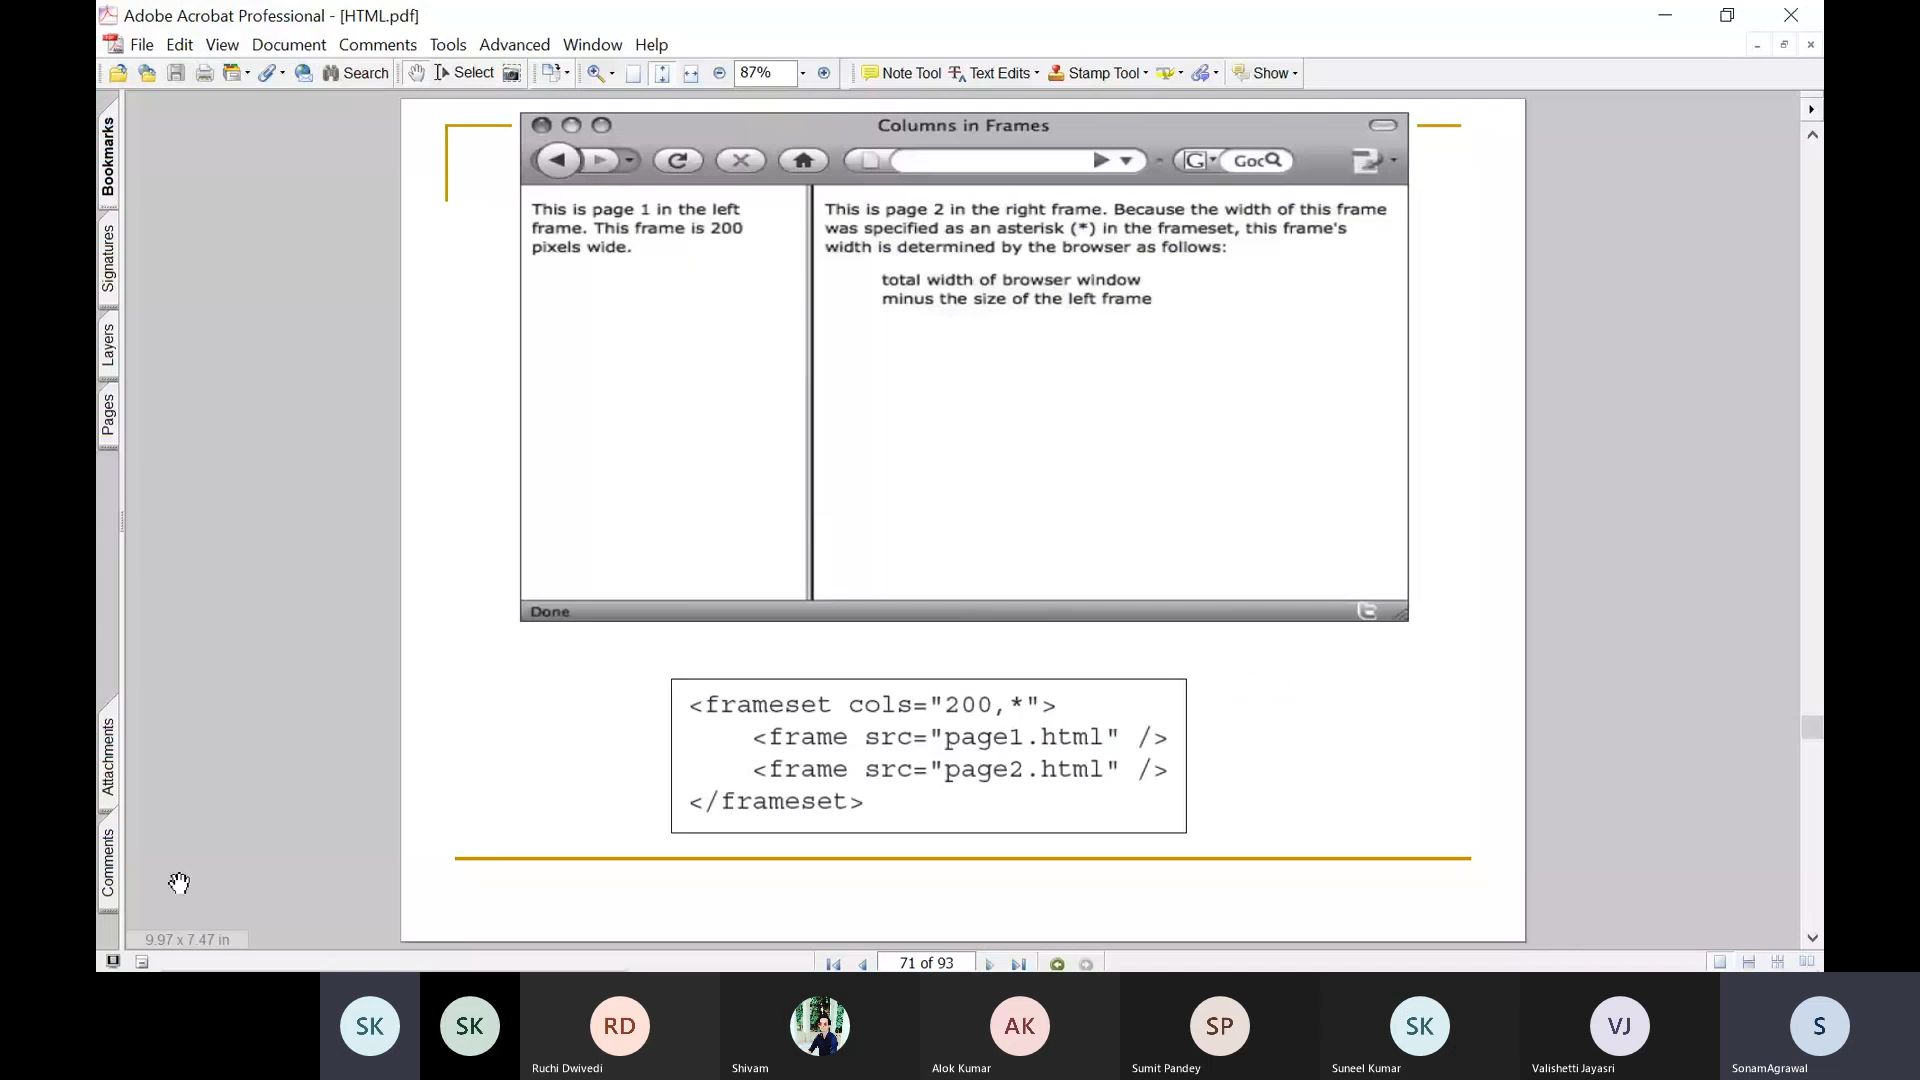 Adobe Acrobat Professional - [HTML.pdf]
File Edit View Document Comments Tools Advanced Window Help
Search Select 87% Note Tool Text Edits Stamp Tool Show
Bookmarks
Signatures
Layers
Pages
Attachments
Comments
Columns in Frames
G Goc
This is page 1 in the left
frame. This frame is 200
pixels wide.
This is page 2 in the right frame. Because the width of this frame
was specified as an asterisk (*) in the frameset, this frame's
width is determined by the browser as follows:
total width of browser window
minus the size of the left frame
Done
<frameset cols="200,*">
<frame src="page1.html" />
<frame src="page2.html" />
</frameset>
9.97 x 7.47 in
71 of 93
SK SK RD AK SP SK VJ S
Ruchi Dwivedi Shivam Alok Kumar Sumit Pandey Suneel Kumar Valishetti Jayasri SonamAgrawal